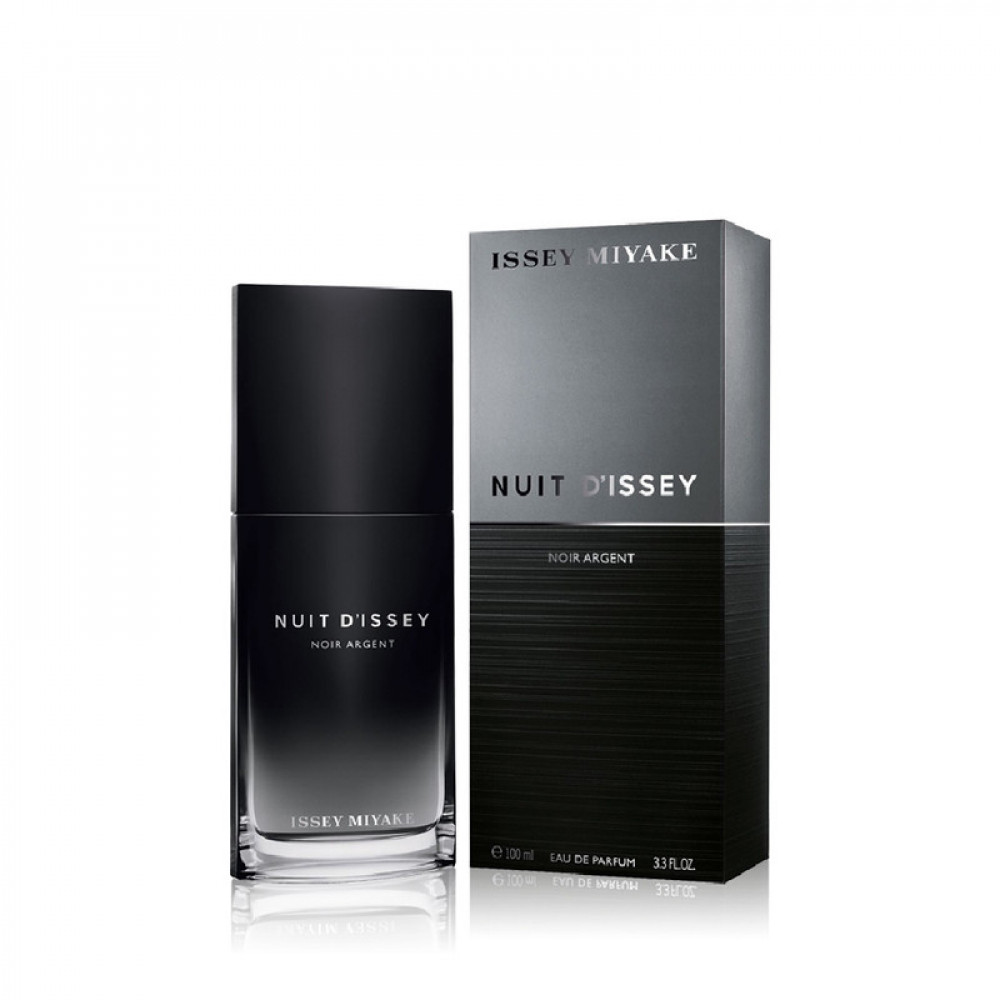 NUIT D'ISSEY
NOIR ARGENT
ISSEY MIYAKE
ISSEY MIYAKE
NUIT D'ISSEY
NOIR ARGENT
e 100 ml EAU DE PARFUM 3.3 FL.OZ.